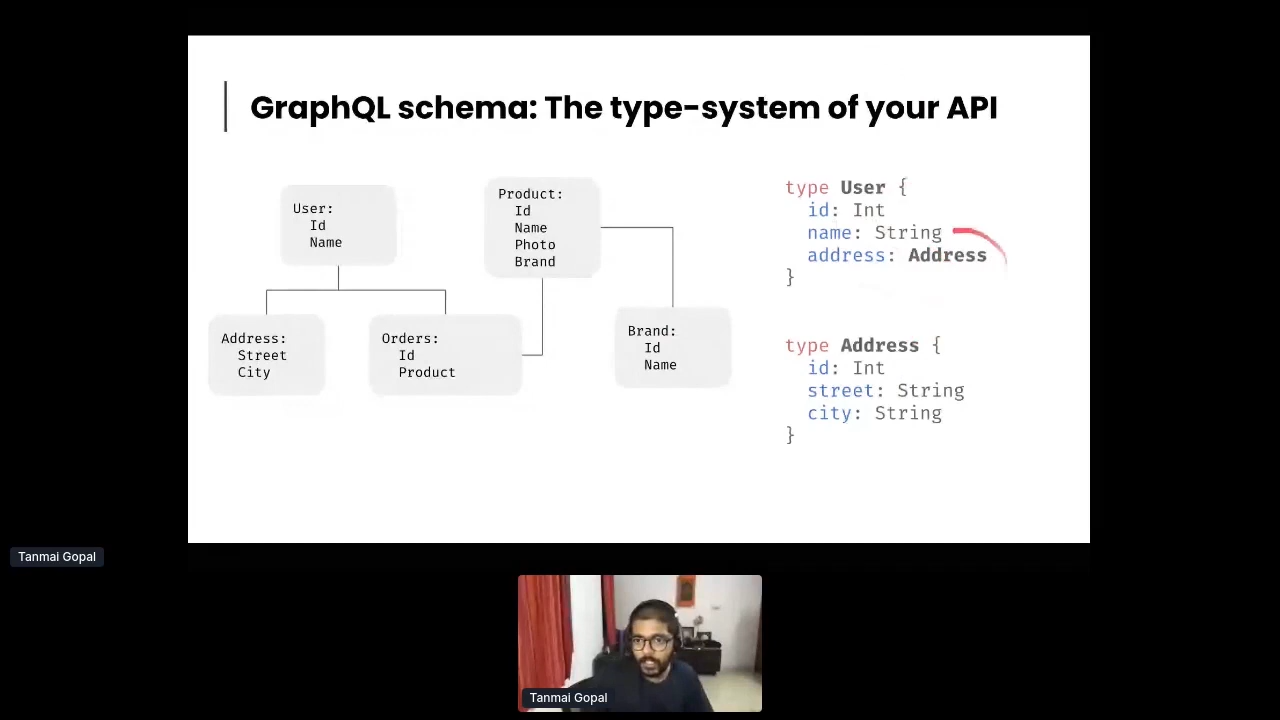 GraphQL schema: The type-system of your API
User:
Id
Name
Address:
Street
City
Orders:
Id
Product
Product:
Id
Name
Photo
Brand
Brand:
Id
Name
type User {
id: Int
name: String
address: Address
}
type Address {
id: Int
street: String
city: String
}
Tanmai Gopal
Tanmai Gopal